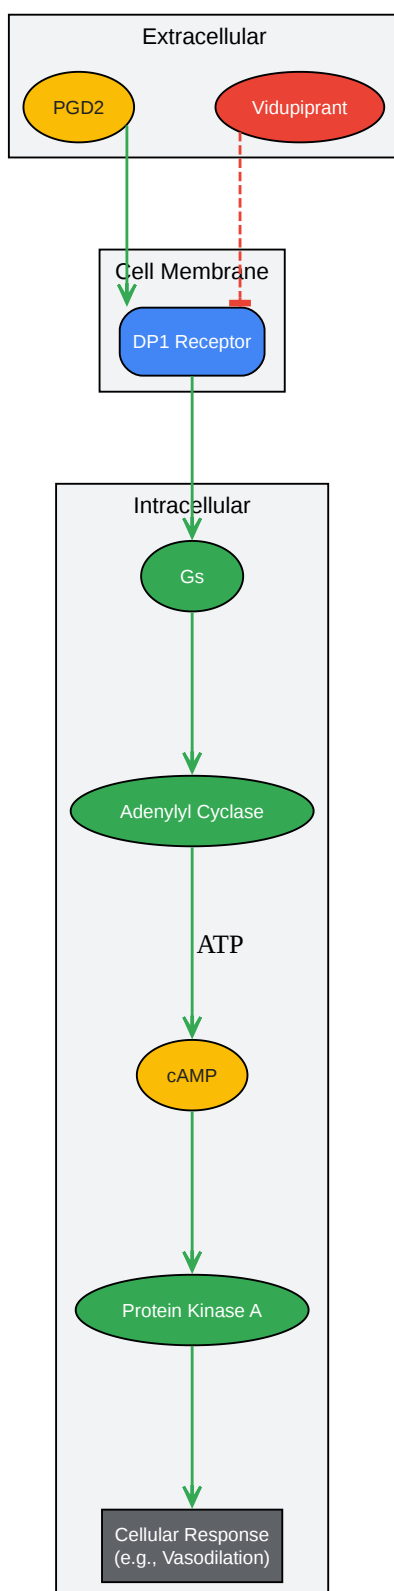 Extracellular
PGD2
Vidupiprant
Cell Membrane
DP1 Receptor
Intracellular
Gs
Adenylyl Cyclase
ATP
cAMP
Protein Kinase A
Cellular Response
(e.g., Vasodilation)